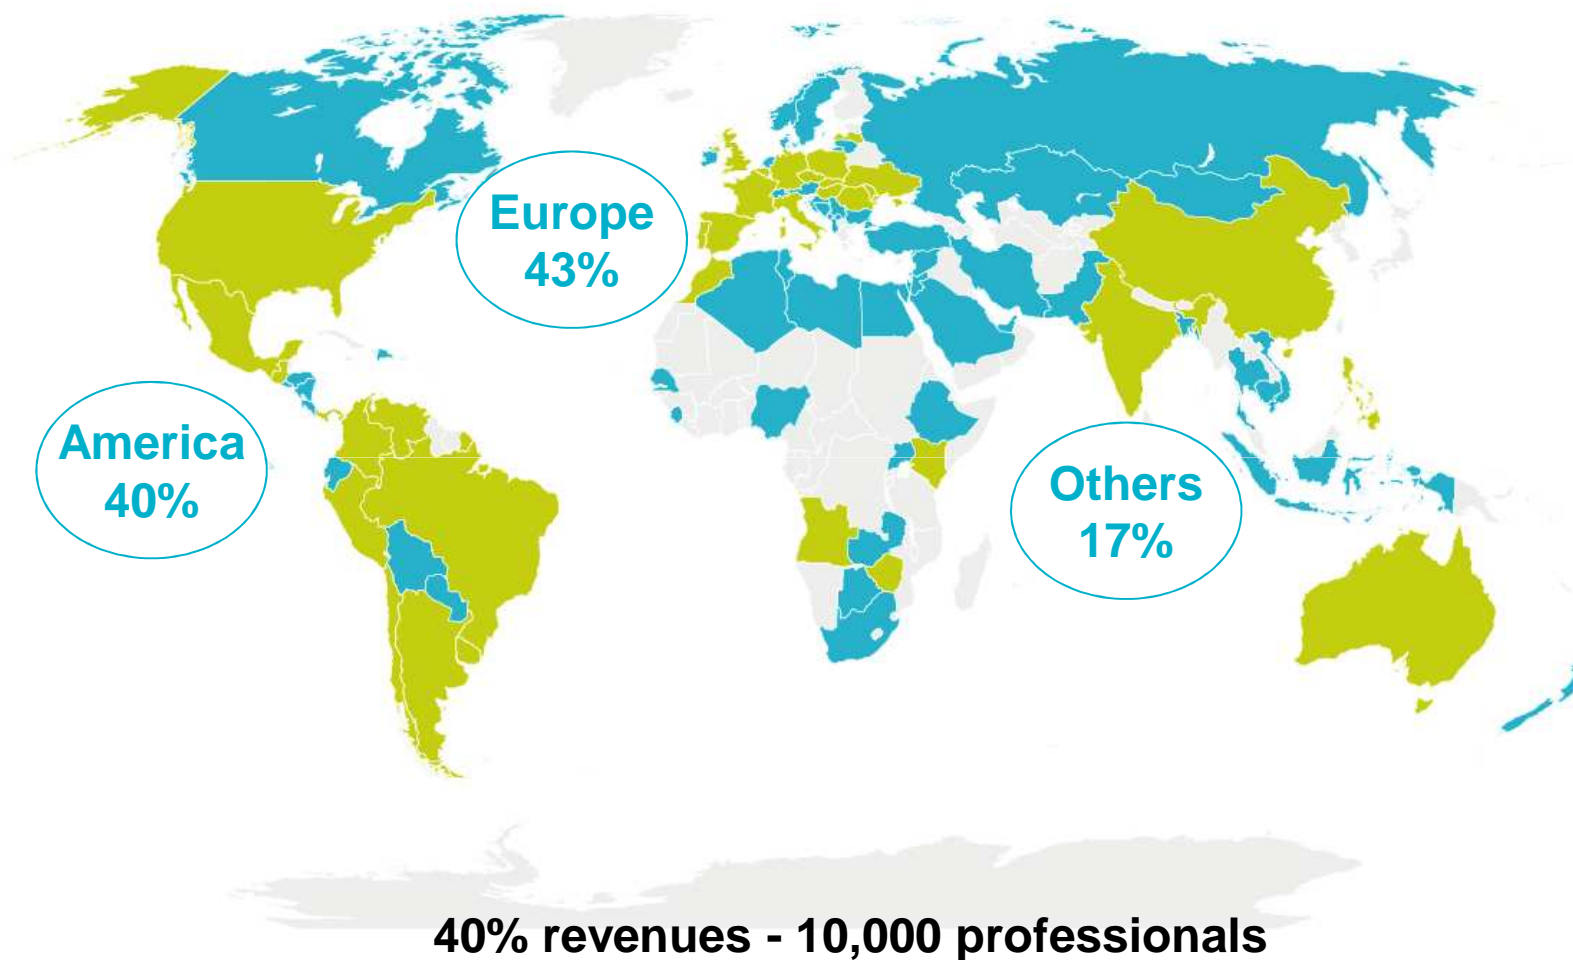 Europe
43%
America
40%
Others
17%
40% revenues - 10,000 professionals